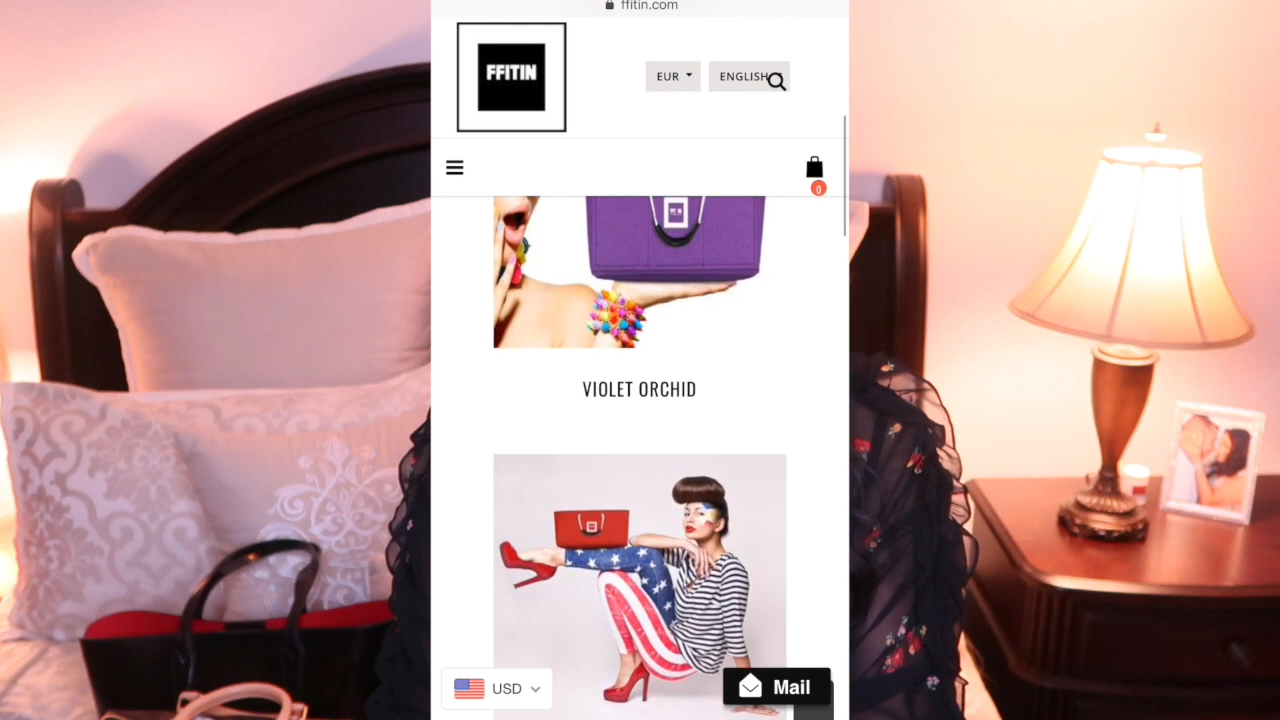 ffitin.com
FFITIN
EUR
ENGLISH
0
VIOLET ORCHID
USD
Mail